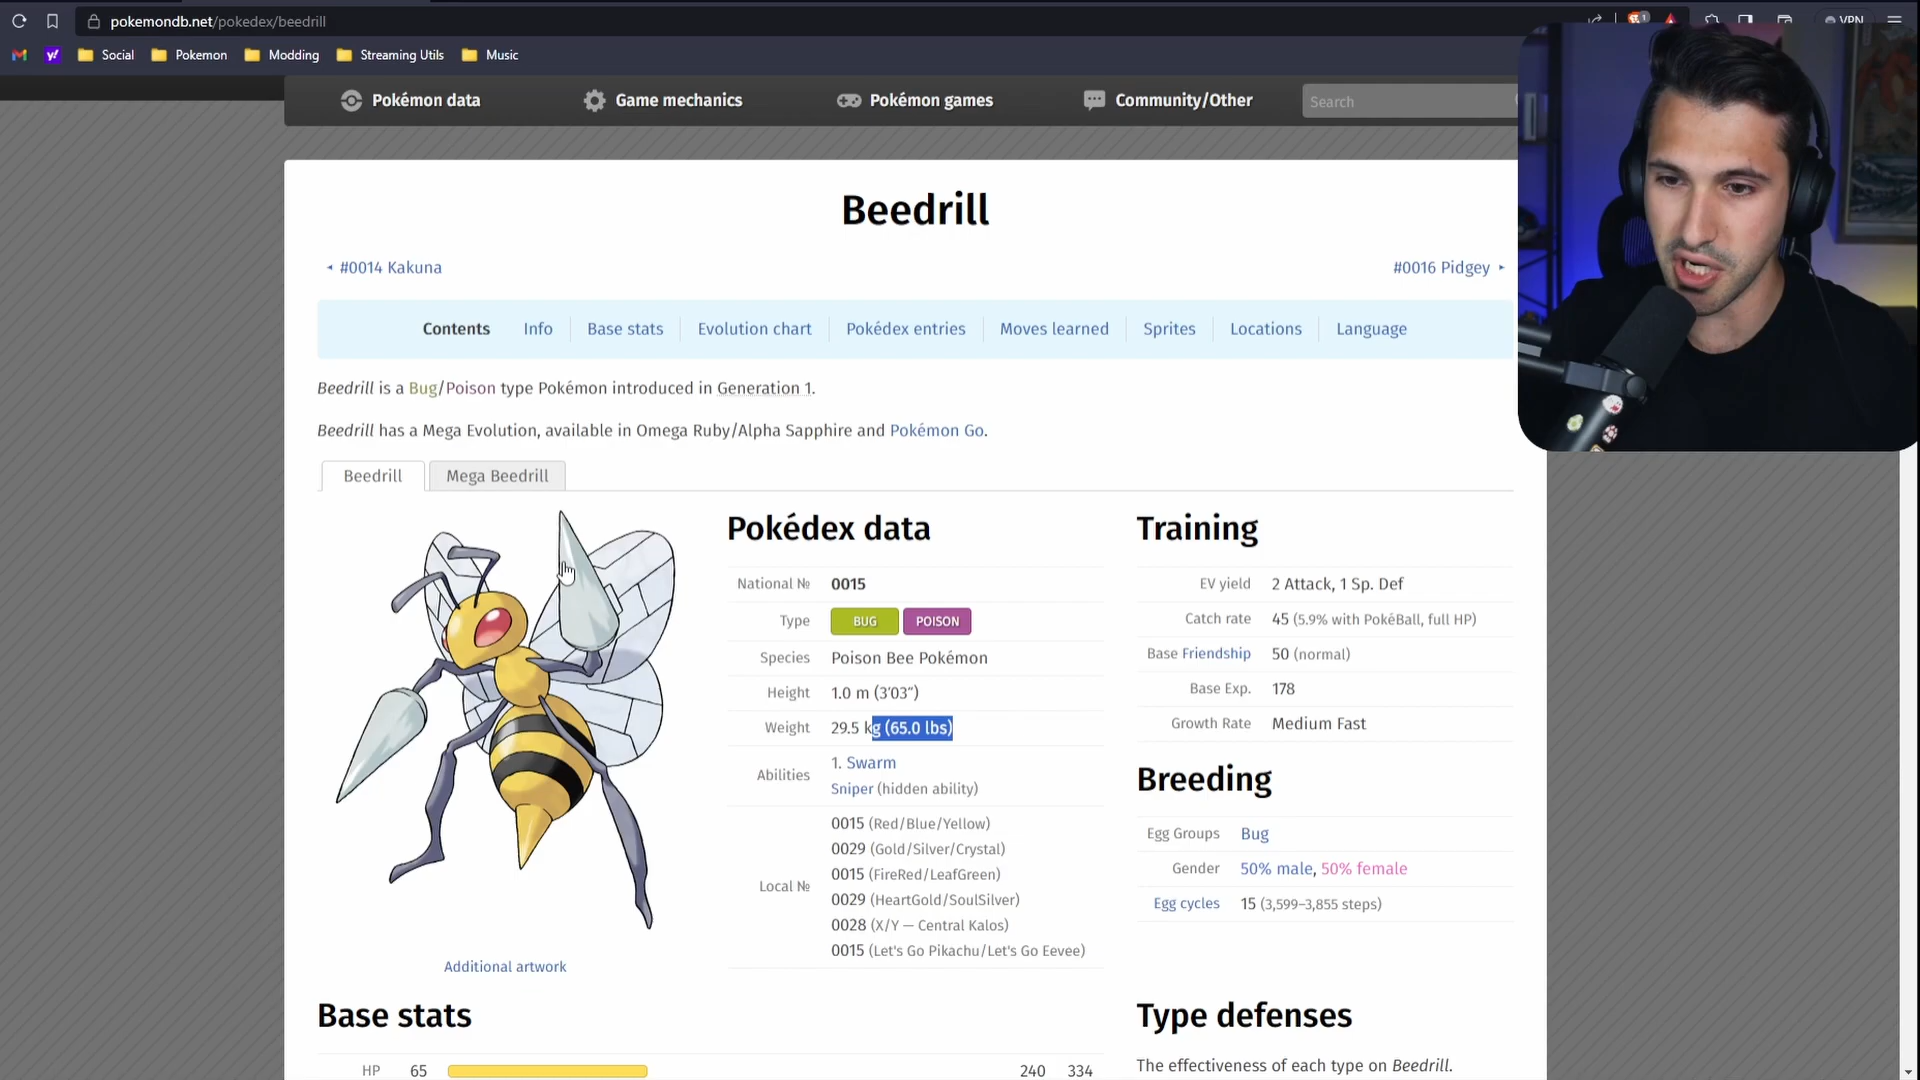 pokemondb.net/pokedex/beedrill
1
VPN
Social
Pokemon
Modding
Streaming Utils
Music
Pokémon data
Game mechanics
Pokémon games
Community/Other
Search
Beedrill
#0014 Kakuna
#0016 Pidgey
Contents Info Base stats Evolution chart Pokédex entries Moves learned Sprites Locations Language
Beedrill is a Bug/Poison type Pokémon introduced in Generation 1.
Beedrill has a Mega Evolution, available in Omega Ruby/Alpha Sapphire and Pokémon Go.
Beedrill Mega Beedrill
Additional artwork
Pokédex data
National № 0015
Type BUG POISON
Species Poison Bee Pokémon
Height 1.0 m (3′03″)
Weight 29.5 kg (65.0 lbs)
Abilities 1. Swarm
Sniper (hidden ability)
Local № 0015 (Red/Blue/Yellow)
0029 (Gold/Silver/Crystal)
0015 (FireRed/LeafGreen)
0029 (HeartGold/SoulSilver)
0028 (X/Y — Central Kalos)
0015 (Let's Go Pikachu/Let's Go Eevee)
Training
EV yield 2 Attack, 1 Sp. Def
Catch rate 45 (5.9% with PokéBall, full HP)
Base Friendship 50 (normal)
Base Exp. 178
Growth Rate Medium Fast
Breeding
Egg Groups Bug
Gender 50% male, 50% female
Egg cycles 15 (3,599–3,855 steps)
Base stats
HP 65 240 334
Type defenses
The effectiveness of each type on Beedrill.